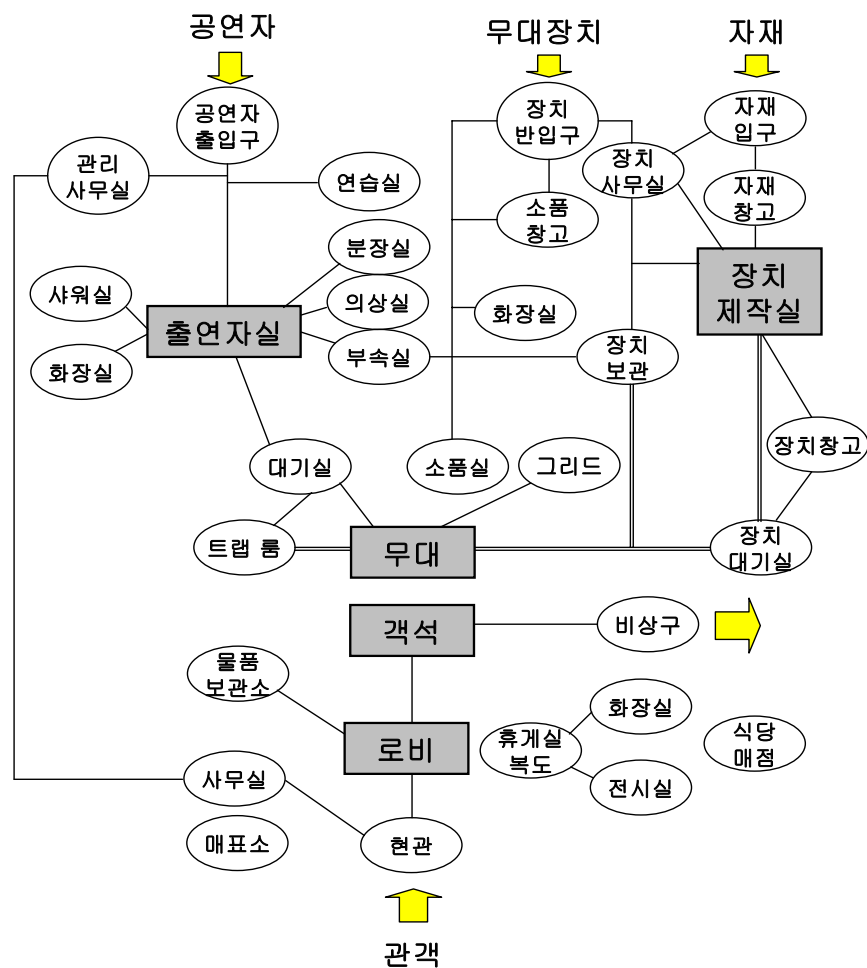 공연자
무대장치
자재
공연자
출입구
장치
반입구
자재
입구
관리
사무실
연습실
장치
사무실
소품
창고
자재
창고
분장실
샤워실
의상실
화장실
장치
제작실
출연자실
화장실
부속실
장치
보관
대기실
소품실
그리드
장치창고
트랩 룸
무대
장치
대기실
객석
비상구
물품
보관소
화장실
로비
휴게실
복도
식당
매점
사무실
전시실
매표소
현관
관객